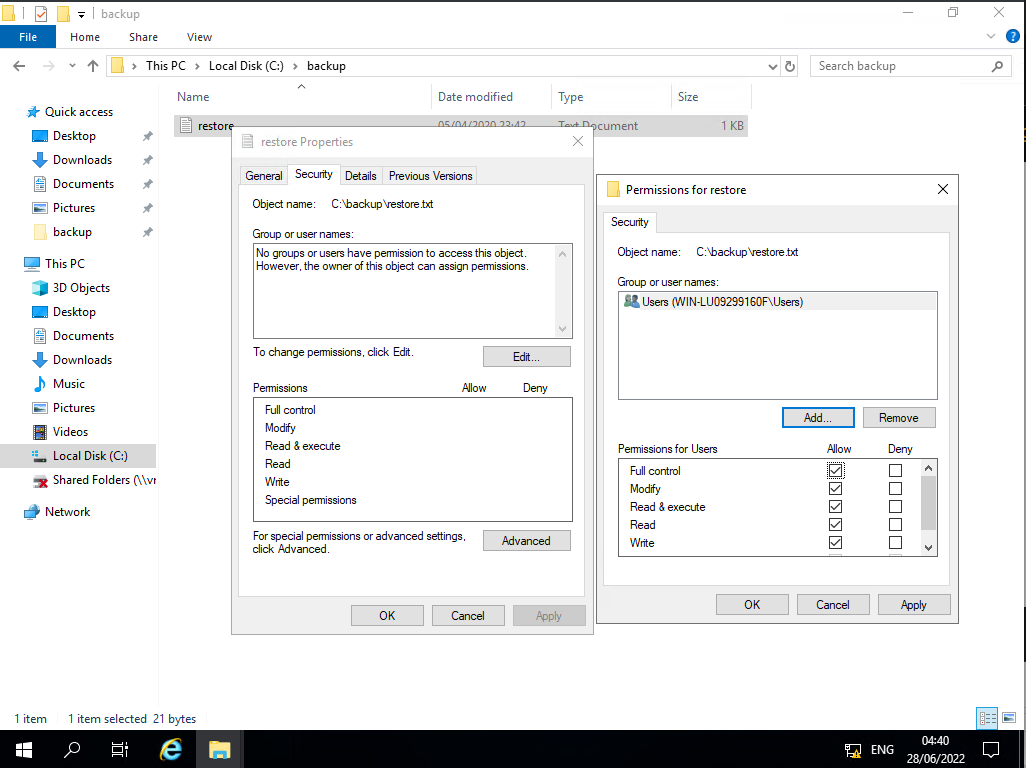 backup
File Home Share View
This PC Local Disk (C:) backup
Search backup
Name Date modified Type Size
restore 05/04/2020 23:42 Text Document 1 KB
Quick access
Desktop
Downloads
Documents
Pictures
backup
This PC
3D Objects
Desktop
Documents
Downloads
Music
Pictures
Videos
Local Disk (C:)
Shared Folders (\\vr
Network
restore Properties
General Security Details Previous Versions
Object name: C:\backup\restore.txt
Group or user names:
No groups or users have permission to access this object.
However, the owner of this object can assign permissions.
To change permissions, click Edit.
Edit...
Permissions Allow Deny
Full control
Modify
Read & execute
Read
Write
Special permissions
For special permissions or advanced settings,
click Advanced.
Advanced
OK Cancel Apply
Permissions for restore
Security
Object name: C:\backup\restore.txt
Group or user names:
Users (WIN-LU09299160F\Users)
Add... Remove
Permissions for Users Allow Deny
Full control
Modify
Read & execute
Read
Write
OK Cancel Apply
1 item 1 item selected 21 bytes
ENG
04:40
28/06/2022